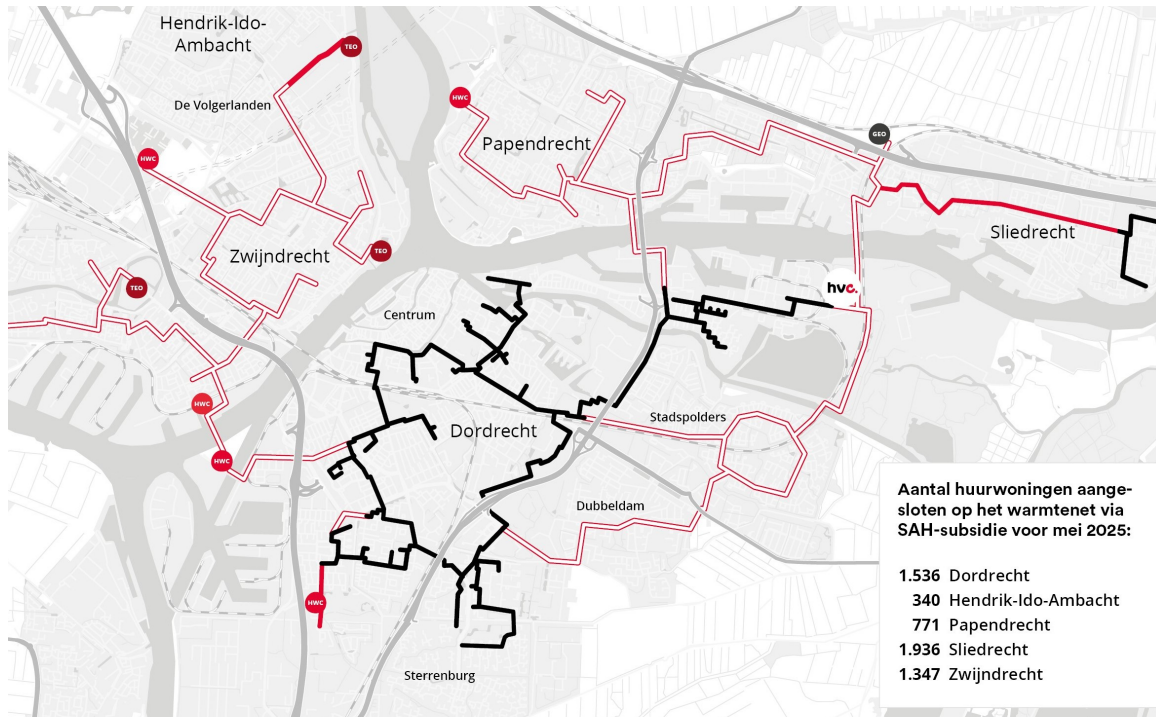 Hendrik-Ido-
Ambacht
TEO
De Volgerlanden
HWC
HWC
Papendrecht
GEO
Zwijndrecht
TEO
Sliedrecht
TEO
hvc.
Centrum
HWC
Stadspolders
Dordrecht
HWC
Dubbeldam
HWC
Sterrenburg
Aantal huurwoningen aange-
sloten op het warmtenet via
SAH-subsidie voor mei 2025:
1.536 Dordrecht
340 Hendrik-Ido-Ambacht
771 Papendrecht
1.936 Sliedrecht
1.347 Zwijndrecht